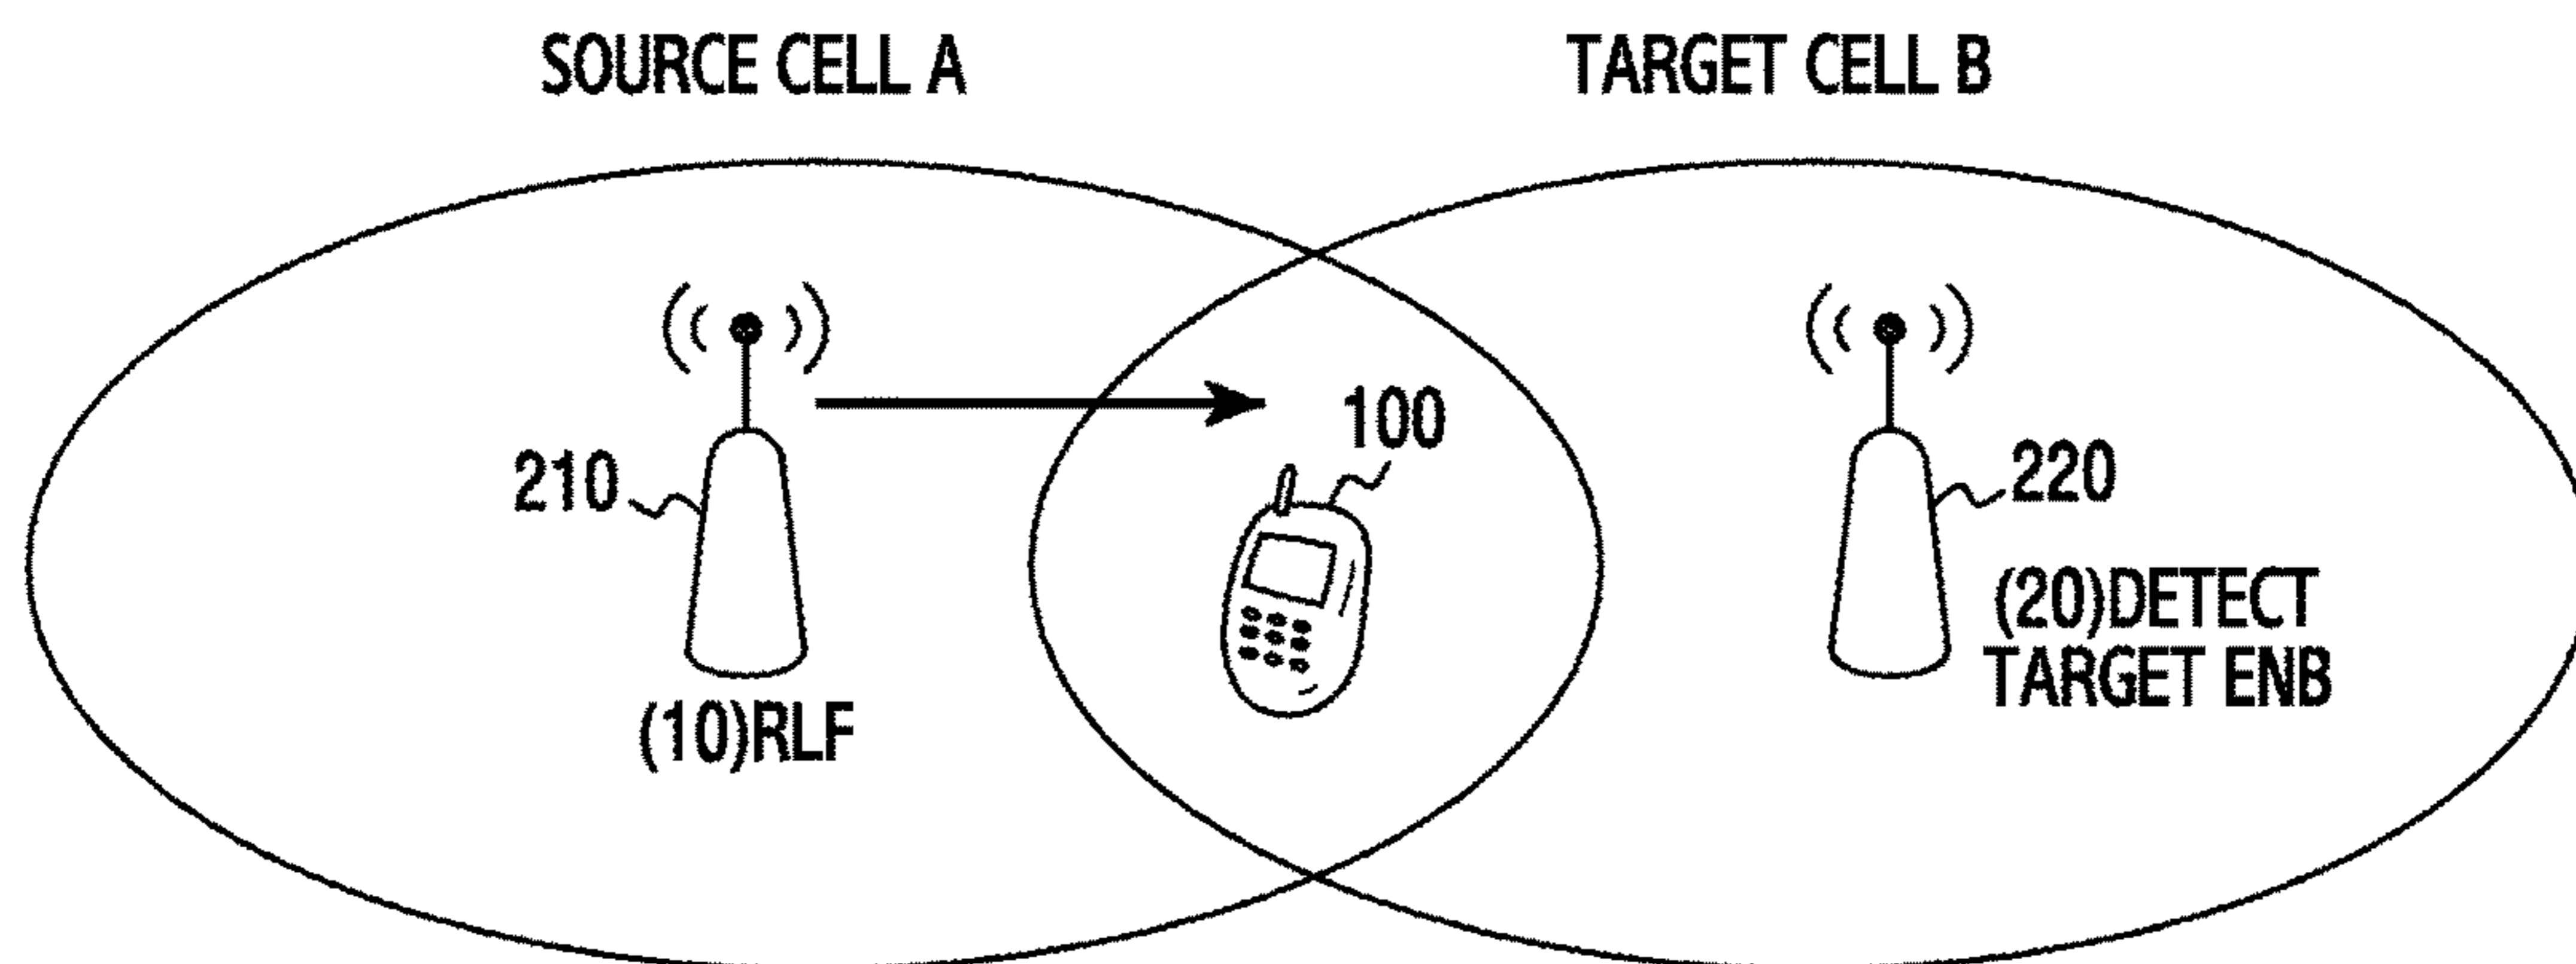 SOURCE CELL A
TARGET CELL B
100
210
220
(20)DETECT
TARGET ENB
(10)RLF